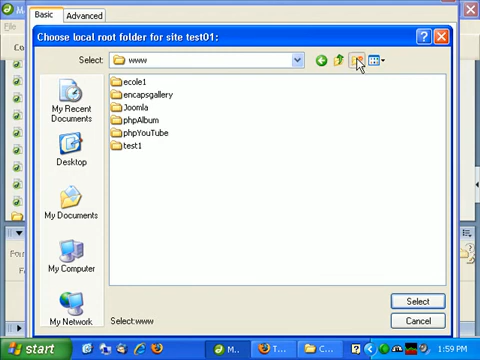 Basic
Advanced
Choose local root folder for site test01:
Select:
www
ecole1
encapsgallery
Joomla
phpAlbum
phpYouTube
test1
My Recent
Documents
Desktop
My Documents
My Computer
My Network
Select:www
Select
Cancel
start
M...
T...
C...
1:59 PM